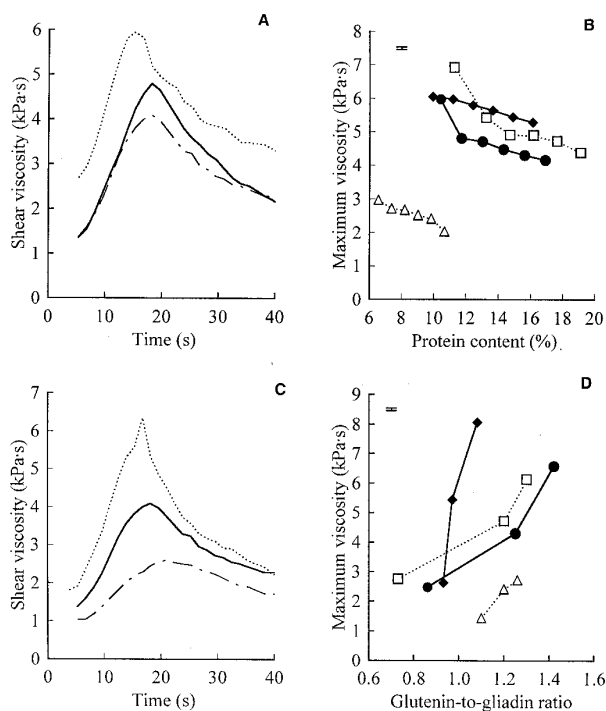 A
Shear viscosity (kPa·s)
6
5
4
3
2
1
0
0 10 20 30 40
Time (s)
B
Maximum viscosity (kPa·s)
8
7
6
5
4
3
2
1
0
6 8 10 12 14 16 18 20
Protein content (%)
C
Shear viscosity (kPa·s)
7
6
5
4
3
2
1
0
0 10 20 30 40
Time (s)
D
Maximum viscosity (kPa·s)
9
8
7
6
5
4
3
2
1
0
0.6 0.8 1.0 1.2 1.4 1.6
Glutenin-to-gliadin ratio